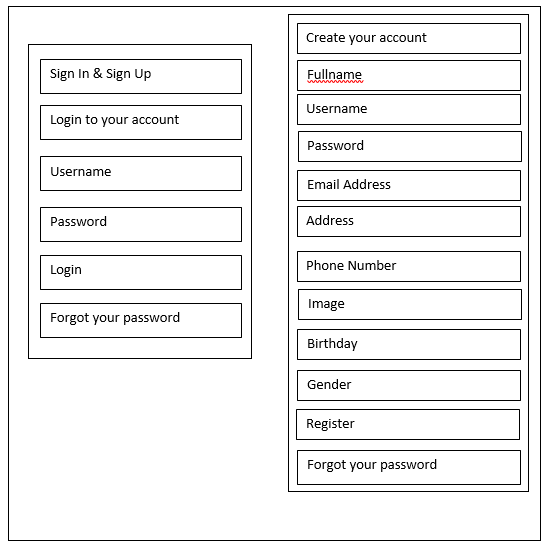 Sign In & Sign Up
Login to your account
Username
Password
Login
Forgot your password
Create your account
Fullname
Username
Password
Email Address
Address
Phone Number
Image
Birthday
Gender
Register
Forgot your password